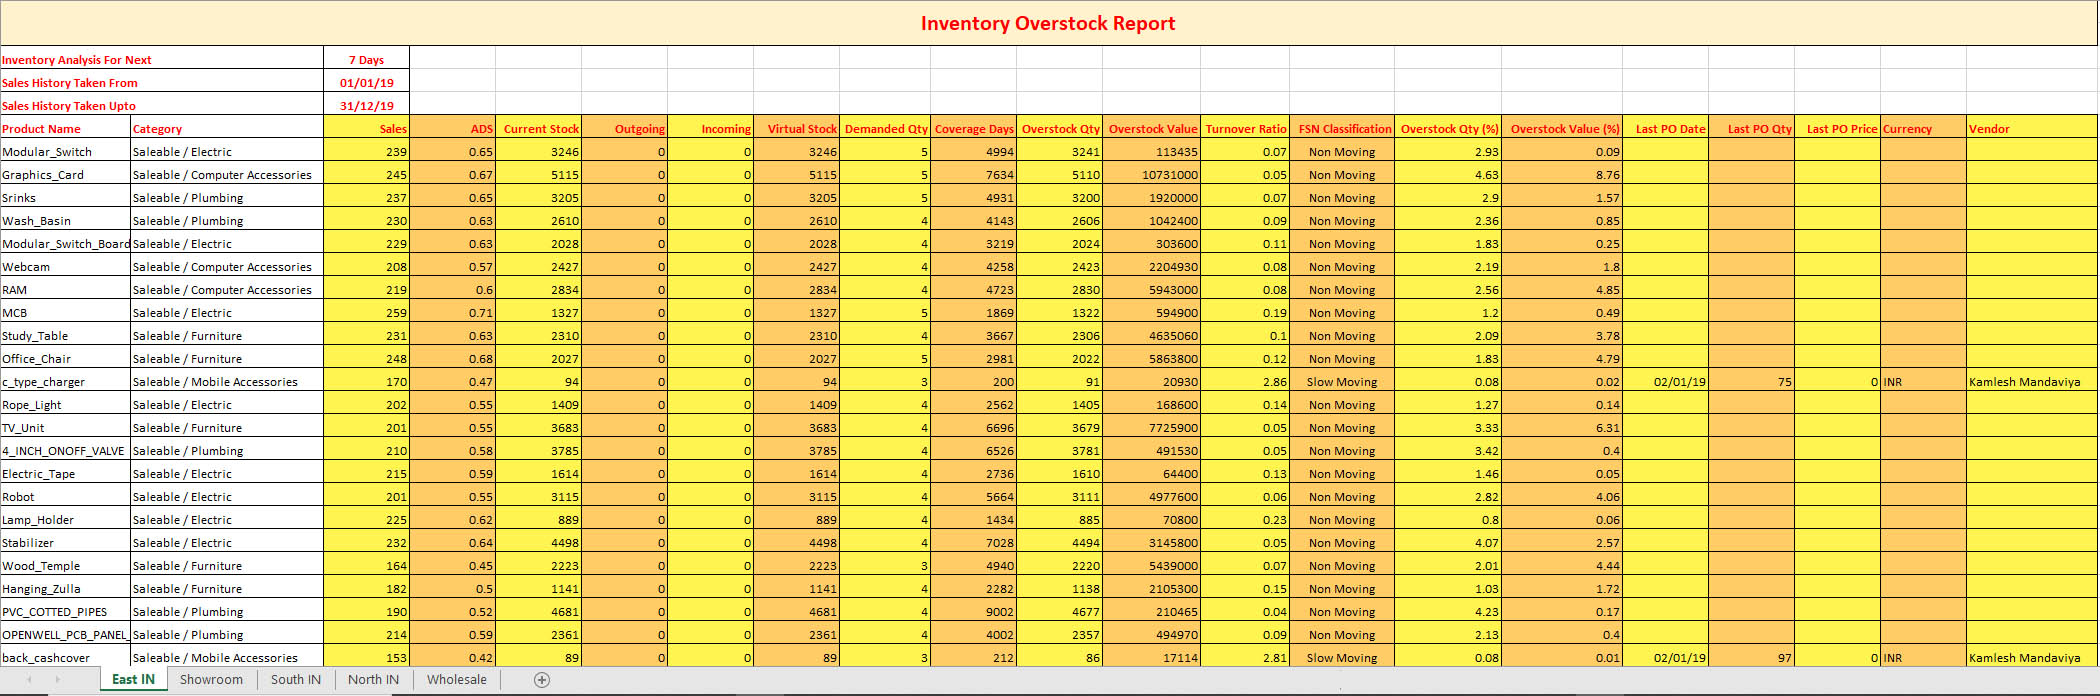 Inventory Overstock Report
Inventory Analysis For Next 7 Days
Sales History Taken From 01/01/19
Sales History Taken Upto 31/12/19
Product Name Category Sales ADS Current Stock Outgoing Incoming Virtual Stock Demanded Qty Coverage Days Overstock Qty Overstock Value Turnover Ratio FSN Classification Overstock Qty (%) Overstock Value (%) Last PO Date Last PO Qty Last PO Price Currency Vendor
Modular_Switch Saleable / Electric 239 0.65 3246 0 0 3246 5 4994 3241 113435 0.07 Non Moving 2.93 0.09
Graphics_Card Saleable / Computer Accessories 245 0.67 5115 0 0 5115 5 7634 5110 10731000 0.05 Non Moving 4.63 8.76
Srinks Saleable / Plumbing 237 0.65 3205 0 0 3205 5 4931 3200 1920000 0.07 Non Moving 2.9 1.57
Wash_Basin Saleable / Plumbing 230 0.63 2610 0 0 2610 4 4143 2606 1042400 0.09 Non Moving 2.36 0.85
Modular_Switch_Board Saleable / Electric 229 0.63 2028 0 0 2028 4 3219 2024 303600 0.11 Non Moving 1.83 0.25
Webcam Saleable / Computer Accessories 208 0.57 2427 0 0 2427 4 4258 2423 2204930 0.08 Non Moving 2.19 1.8
RAM Saleable / Computer Accessories 219 0.6 2834 0 0 2834 4 4723 2830 5943000 0.08 Non Moving 2.56 4.85
MCB Saleable / Electric 259 0.71 1327 0 0 1327 5 1869 1322 594900 0.19 Non Moving 1.2 0.49
Study_Table Saleable / Furniture 231 0.63 2310 0 0 2310 4 3667 2306 4635060 0.1 Non Moving 2.09 3.78
Office_Chair Saleable / Furniture 248 0.68 2027 0 0 2027 5 2981 2022 5863800 0.12 Non Moving 1.83 4.79
c_type_charger Saleable / Mobile Accessories 170 0.47 94 0 0 94 3 200 91 20930 2.86 Slow Moving 0.08 0.02 02/01/19 75 0 INR Kamlesh Mandaviya
Rope_Light Saleable / Electric 202 0.55 1409 0 0 1409 4 2562 1405 168600 0.14 Non Moving 1.27 0.14
TV_Unit Saleable / Furniture 201 0.55 3683 0 0 3683 4 6696 3679 7725900 0.05 Non Moving 3.33 6.31
4_INCH_ONOFF_VALVE Saleable / Plumbing 210 0.58 3785 0 0 3785 4 6526 3781 491530 0.05 Non Moving 3.42 0.4
Electric_Tape Saleable / Electric 215 0.59 1614 0 0 1614 4 2736 1610 64400 0.13 Non Moving 1.46 0.05
Robot Saleable / Electric 201 0.55 3115 0 0 3115 4 5664 3111 4977600 0.06 Non Moving 2.82 4.06
Lamp_Holder Saleable / Electric 225 0.62 889 0 0 889 4 1434 885 70800 0.23 Non Moving 0.8 0.06
Stabilizer Saleable / Electric 232 0.64 4498 0 0 4498 4 7028 4494 3145800 0.05 Non Moving 4.07 2.57
Wood_Temple Saleable / Furniture 164 0.45 2223 0 0 2223 3 4940 2220 5439000 0.07 Non Moving 2.01 4.44
Hanging_Zulla Saleable / Furniture 182 0.5 1141 0 0 1141 4 2282 1138 2105300 0.15 Non Moving 1.03 1.72
PVC_COTTED_PIPES Saleable / Plumbing 190 0.52 4681 0 0 4681 4 9002 4677 210465 0.04 Non Moving 4.23 0.17
OPENWELL_PCB_PANEL_ Saleable / Plumbing 214 0.59 2361 0 0 2361 4 4002 2357 494970 0.09 Non Moving 2.13 0.4
back_cashcover Saleable / Mobile Accessories 153 0.42 89 0 0 89 3 212 86 17114 2.81 Slow Moving 0.08 0.01 02/01/19 97 0 INR Kamlesh Mandaviya
East IN Showroom South IN North IN Wholesale